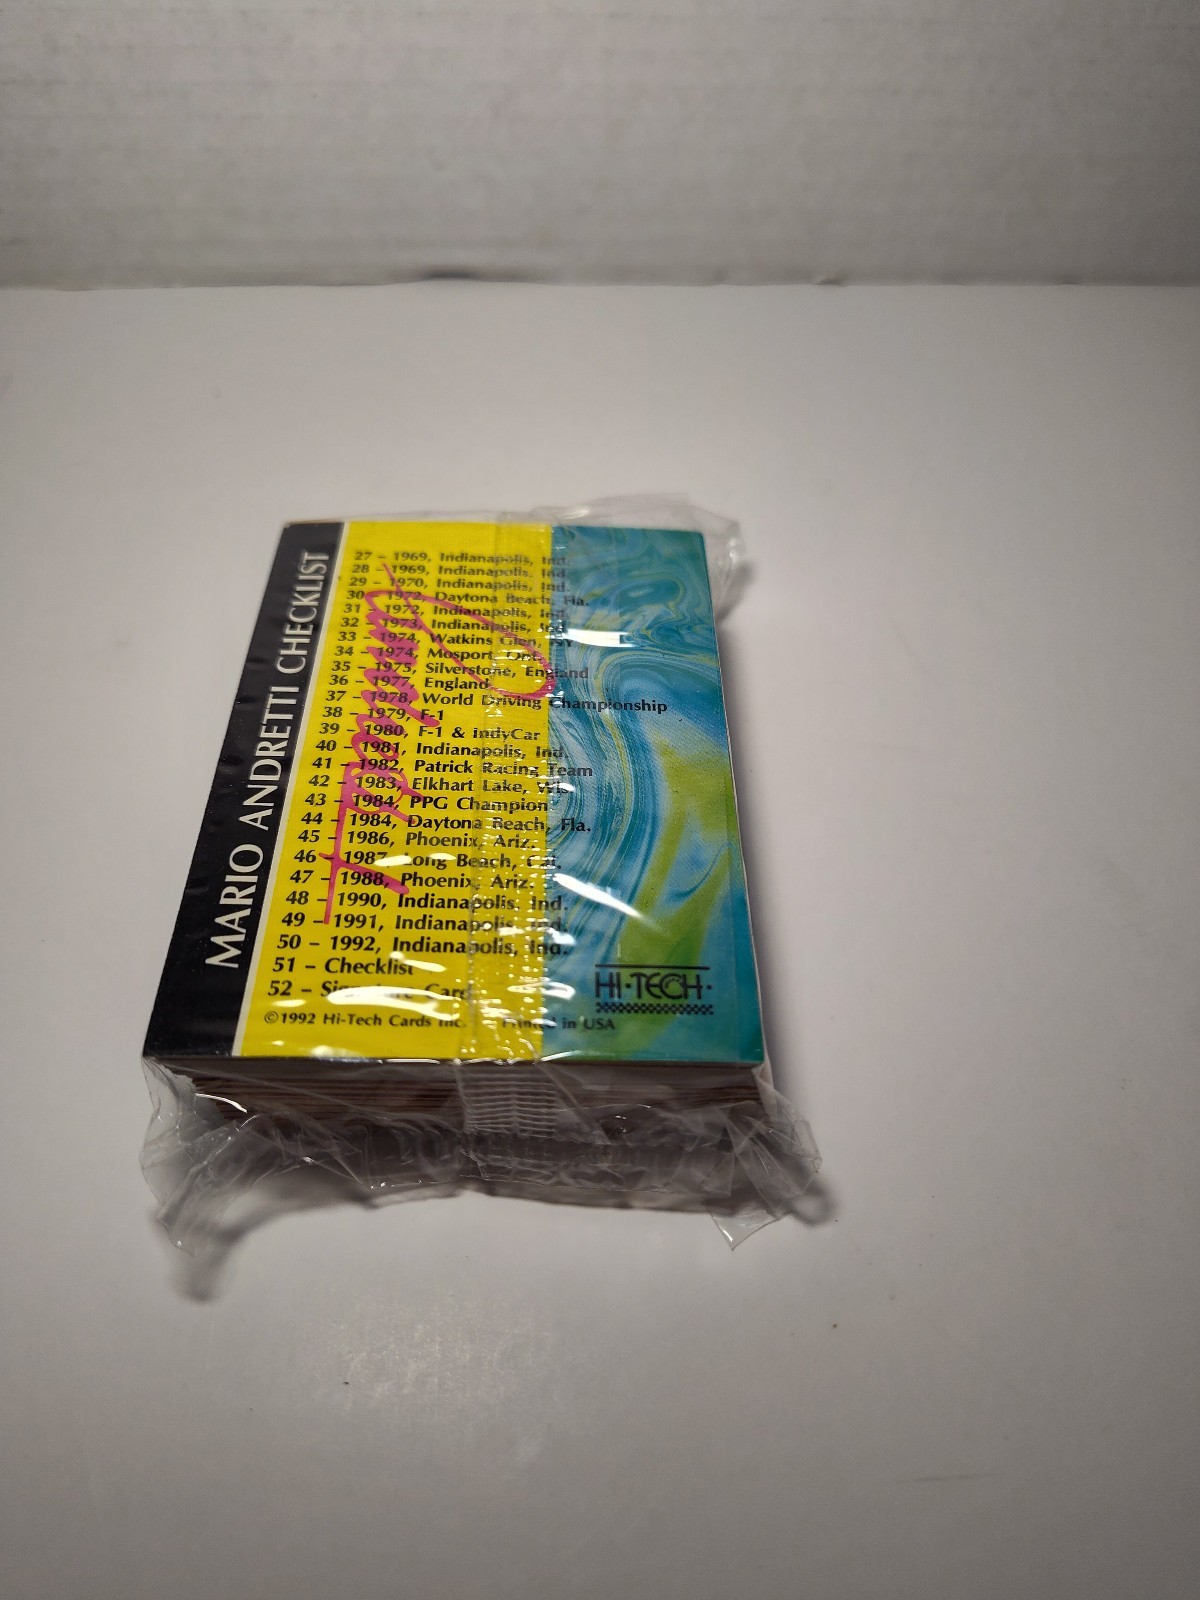 MARIO ANDRETTI CHECKLIST
27 – 1969, Indianapolis, Ind.
28 – 1969, Indianapolis, Ind.
29 – 1970, Indianapolis, Ind.
30 – 1972, Daytona Beach, Fla.
31 – 1972, Indianapolis, Ind.
32 – 1973, Indianapolis, Ind.
33 – 1974, Watkins Glen, NY
34 – 1974, Mosport, Ont.
35 – 1975, Silverstone, England
36 – 1977, England
37 – 1978, World Driving Championship
38 – 1979, F-1
39 – 1980, F-1 & IndyCar
40 – 1981, Indianapolis, Ind.
41 – 1982, Patrick Racing Team
42 – 1983, Elkhart Lake, Wis.
43 – 1984, PPG Champion
44 – 1984, Daytona Beach, Fla.
45 – 1986, Phoenix, Ariz.
46 – 1987, Long Beach, Cal.
47 – 1988, Phoenix, Ariz.
48 – 1990, Indianapolis, Ind.
49 – 1991, Indianapolis, Ind.
50 – 1992, Indianapolis, Ind.
51 – Checklist
52 – Signature Card
©1992 Hi-Tech Cards Inc. Printed in USA
HI·TECH·